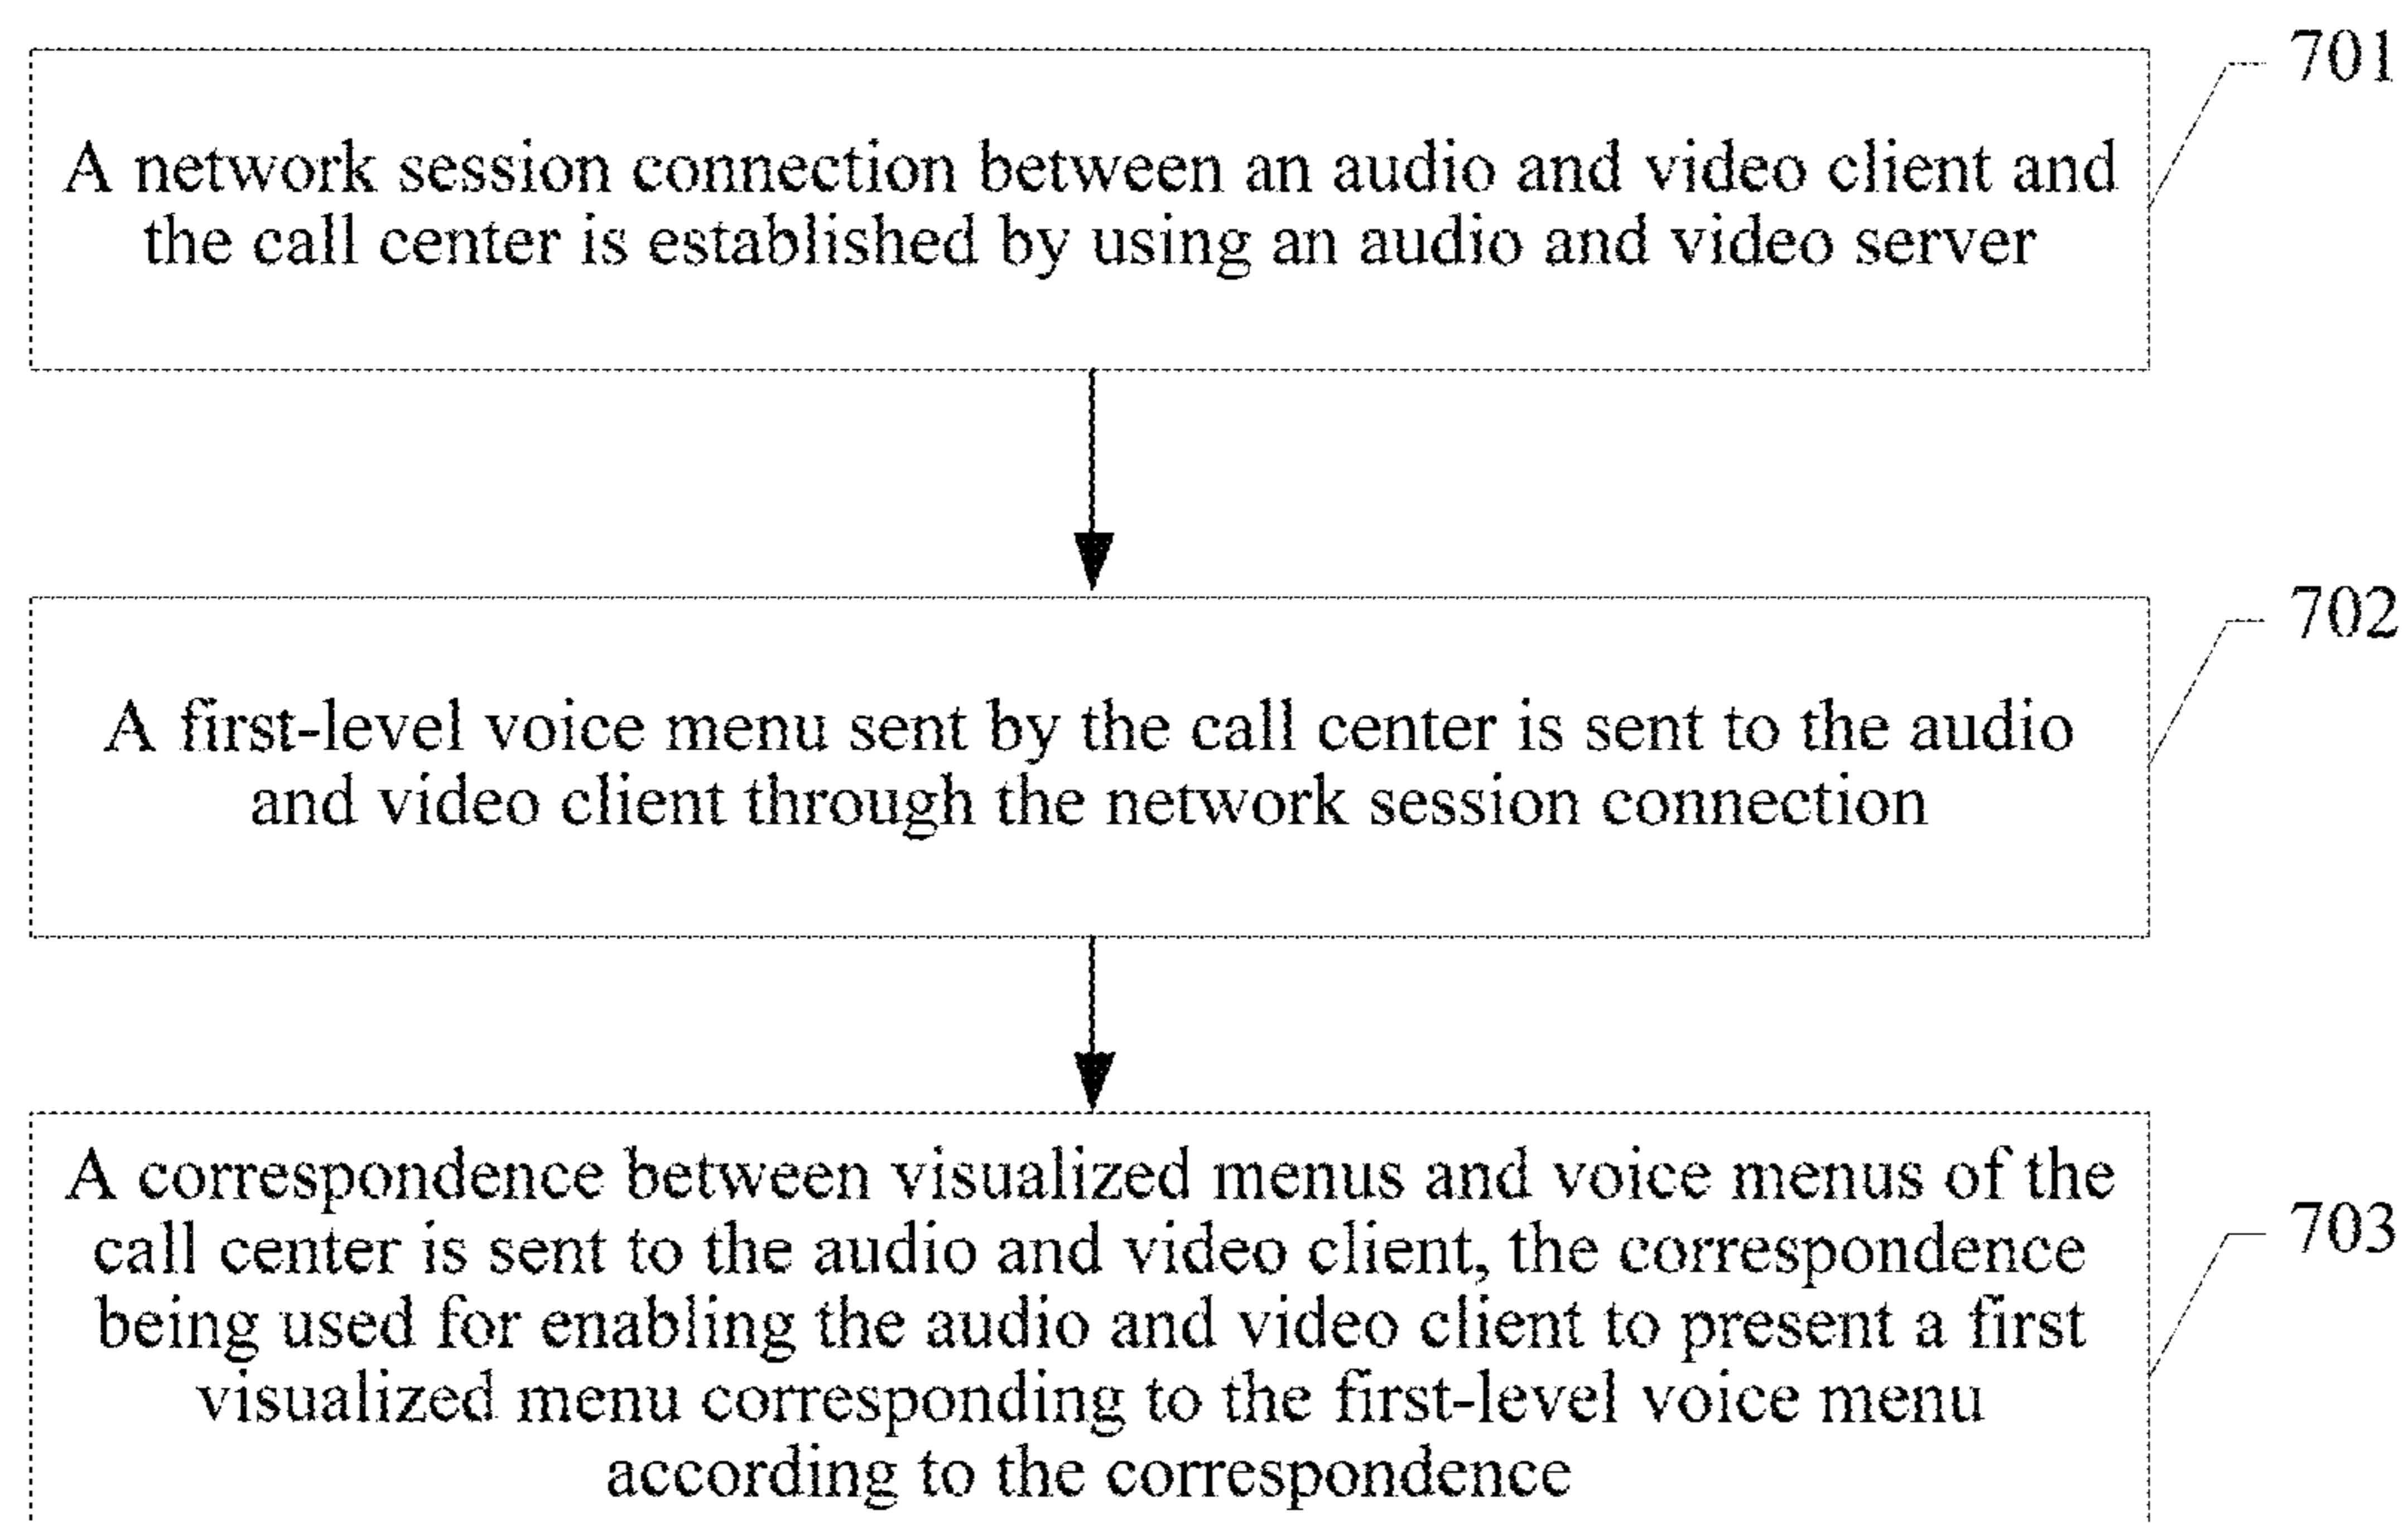 701
A network session connection between an audio and video client and
the call center is established by using an audio and video server
702
A first-level voice menu sent by the call center is sent to the audio
and video client through the network session connection
A correspondence between visualized menus and voice menus of the
703
call center is sent to the audio and video client, the correspondence
being used for enabling the audio and video client to present a first
visualized menu corresponding to the first-level voice menu
according to the correspondence